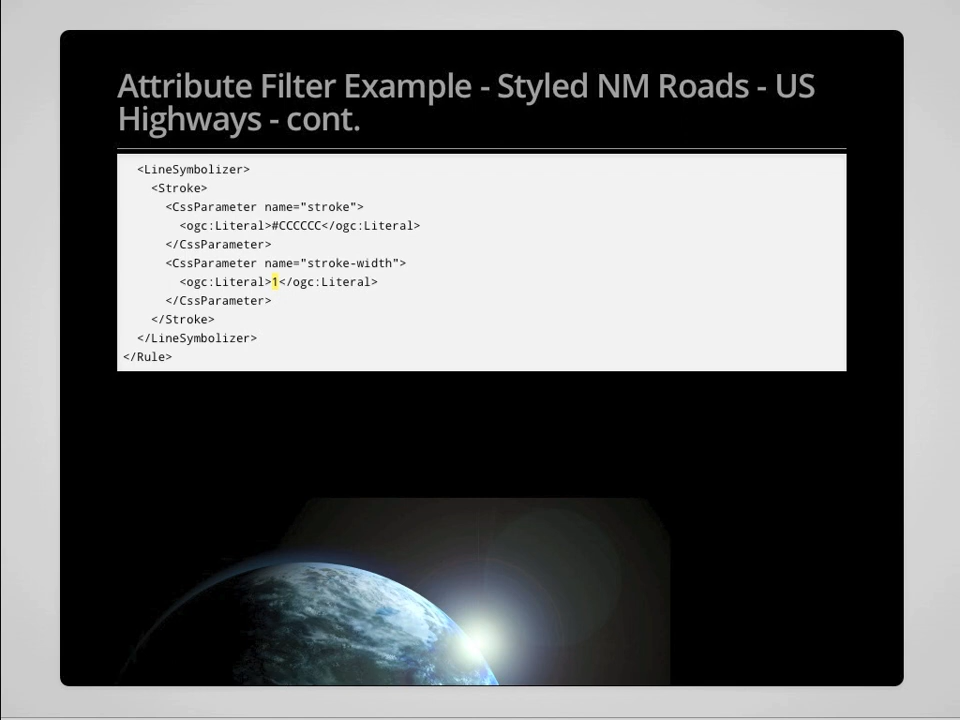 Attribute Filter Example - Styled NM Roads - US
Highways - cont.
<LineSymbolizer>
<Stroke>
<CssParameter name="stroke">
<ogc:Literal>#CCCCCC</ogc:Literal>
</CssParameter>
<CssParameter name="stroke-width">
<ogc:Literal>1</ogc:Literal>
</CssParameter>
</Stroke>
</LineSymbolizer>
</Rule>